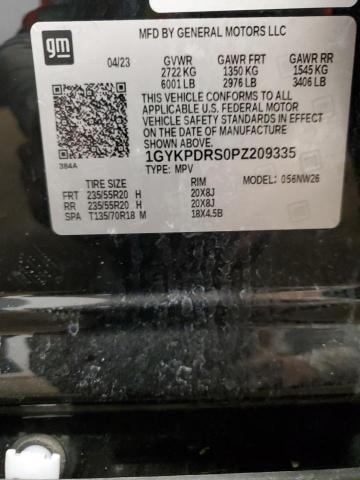 gm
MFD BY GENERAL MOTORS LLC
04/23 GVWR GAWR FRT GAWR RR
2722 KG 1350 KG 1545 KG
6001 LB 2976 LB 3406 LB
THIS VEHICLE CONFORMS TO ALL
APPLICABLE U.S. FEDERAL MOTOR
VEHICLE SAFETY STANDARDS IN
EFFECT ON THE DATE OF MANUFACTURE
SHOWN ABOVE.
384A
1GYKPDRS0PZ209335
TYPE: MPV MODEL: 056NW26
TIRE SIZE RIM
FRT 235/55R20 H 20X8J
RR 235/55R20 H 20X8J
SPA T135/70R18 M 18X4.5B